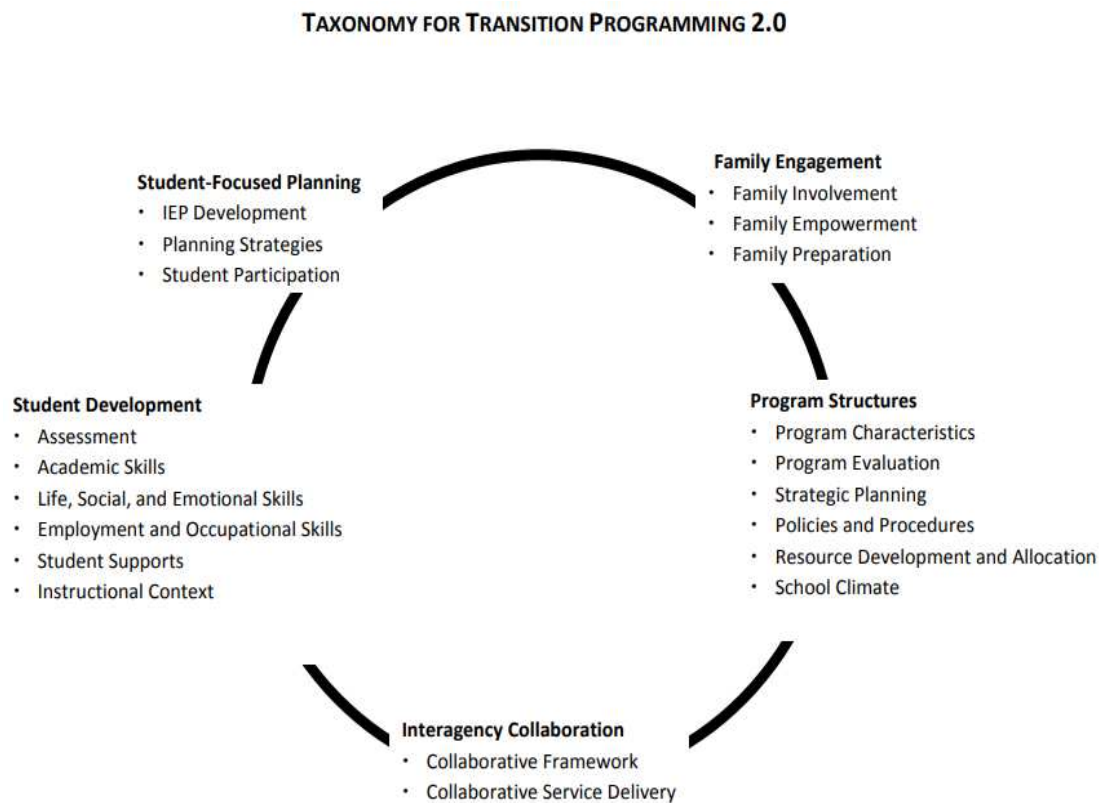 TAXONOMY FOR TRANSITION PROGRAMMING 2.0
Student-Focused Planning
· IEP Development
· Planning Strategies
· Student Participation
Family Engagement
· Family Involvement
· Family Empowerment
· Family Preparation
Student Development
· Assessment
· Academic Skills
· Life, Social, and Emotional Skills
· Employment and Occupational Skills
· Student Supports
· Instructional Context
Program Structures
· Program Characteristics
· Program Evaluation
· Strategic Planning
· Policies and Procedures
· Resource Development and Allocation
· School Climate
Interagency Collaboration
· Collaborative Framework
· Collaborative Service Delivery